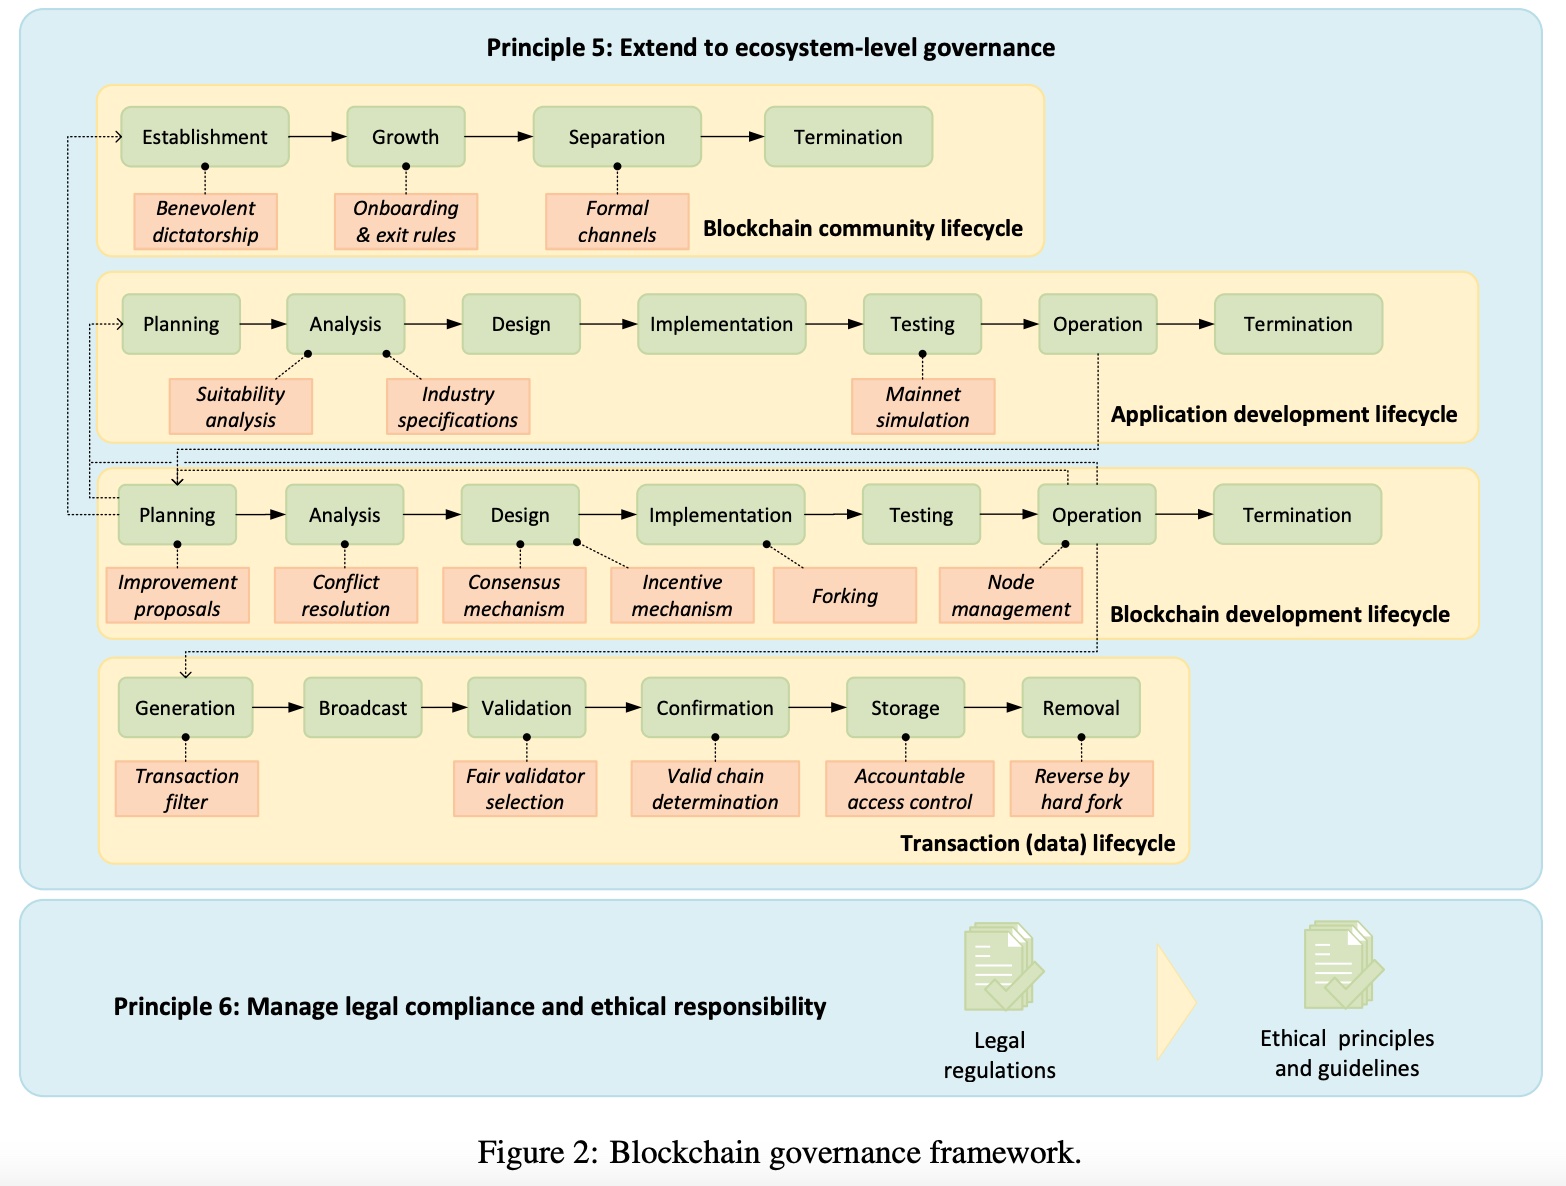 Principle 5: Extend to ecosystem-level governance
Establishment
Growth
Separation
Termination
Benevolent
dictatorship
Onboarding
& exit rules
Formal
channels
Blockchain community lifecycle
Planning
Analysis
Design
Implementation
Testing
Operation
Termination
Suitability
analysis
Industry
specifications
Mainnet
simulation
Application development lifecycle
Planning
Analysis
Design
Implementation
Testing
Operation
Termination
Improvement
proposals
Conflict
resolution
Consensus
mechanism
Incentive
mechanism
Forking
Node
management
Blockchain development lifecycle
Generation
Broadcast
Validation
Confirmation
Storage
Removal
Transaction
filter
Fair validator
selection
Valid chain
determination
Accountable
access control
Reverse by
hard fork
Transaction (data) lifecycle
Principle 6: Manage legal compliance and ethical responsibility
Legal
regulations
Ethical principles
and guidelines
Figure 2: Blockchain governance framework.